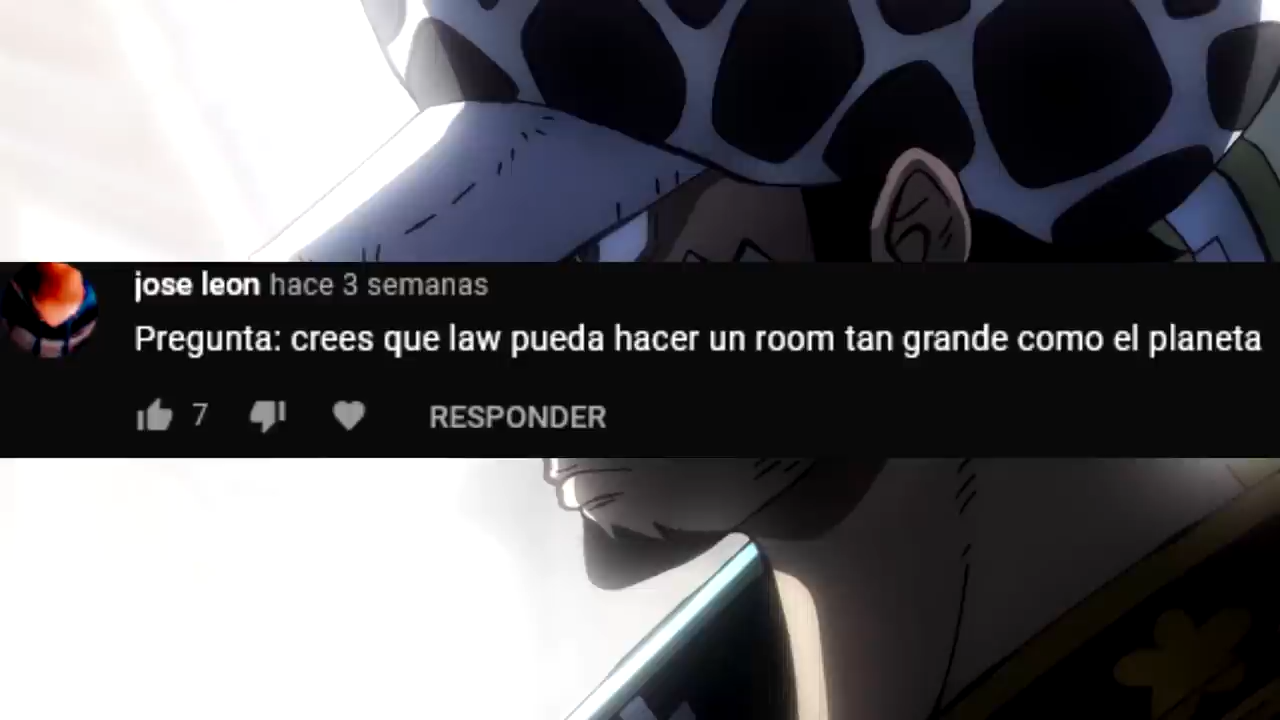 jose leon hace 3 semanas
Pregunta: crees que law pueda hacer un room tan grande como el planeta
7 RESPONDER